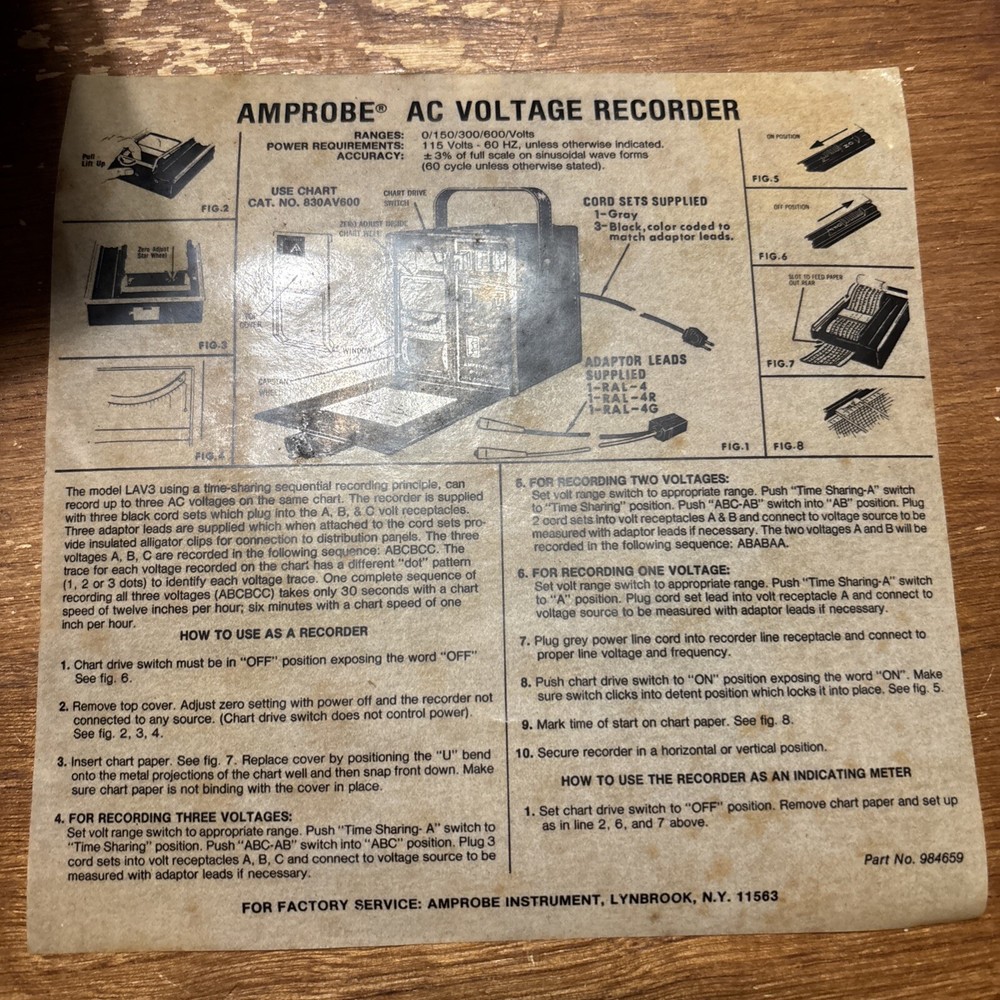 AMPROBE® AC VOLTAGE RECORDER
RANGES: 0/150/300/600/Volts
POWER REQUIREMENTS: 115 Volts - 60 HZ, unless otherwise indicated.
ACCURACY: ± 3% of full scale on sinusoidal wave forms
(60 cycle unless otherwise stated).
Pull
Lift Up
FIG.2
Zero Adjust
Star Wheel
FIG.3
FIG.4
USE CHART
CAT. NO. 830AV600
CHART DRIVE
SWITCH
ZERO ADJUST INSIDE
CHART WELL
TOP
COVER
WINDOW
CAPSTAN
WHEEL
CORD SETS SUPPLIED
1-Gray
3-Black, color coded to
match adaptor leads.
ADAPTOR LEADS
SUPPLIED
1-RAL-4
1-RAL-4R
1-RAL-4G
FIG.1
ON POSITION
FIG.5
OFF POSITION
FIG.6
SLOT TO FEED PAPER
OUT REAR
FIG.7
FIG.8
The model LAV3 using a time-sharing sequential recording principle, can
record up to three AC voltages on the same chart. The recorder is supplied
with three black cord sets which plug into the A, B, & C volt receptacles.
Three adaptor leads are supplied which when attached to the cord sets pro-
vide insulated alligator clips for connection to distribution panels. The three
voltages A, B, C are recorded in the following sequence: ABCBCC. The
trace for each voltage recorded on the chart has a different "dot" pattern
(1, 2 or 3 dots) to identify each voltage trace. One complete sequence of
recording all three voltages (ABCBCC) takes only 30 seconds with a chart
speed of twelve inches per hour; six minutes with a chart speed of one
inch per hour.
HOW TO USE AS A RECORDER
1. Chart drive switch must be in "OFF" position exposing the word "OFF"
See fig. 6.
2. Remove top cover. Adjust zero setting with power off and the recorder not
connected to any source. (Chart drive switch does not control power).
See fig. 2, 3, 4.
3. Insert chart paper. See fig. 7. Replace cover by positioning the "U" bend
onto the metal projections of the chart well and then snap front down. Make
sure chart paper is not binding with the cover in place.
4. FOR RECORDING THREE VOLTAGES:
Set volt range switch to appropriate range. Push "Time Sharing- A" switch to
"Time Sharing" position. Push "ABC-AB" switch into "ABC" position. Plug 3
cord sets into volt receptacles A, B, C and connect to voltage source to be
measured with adaptor leads if necessary.
5. FOR RECORDING TWO VOLTAGES:
Set volt range switch to appropriate range. Push "Time Sharing-A" switch
to "Time Sharing" position. Push "ABC-AB" switch into "AB" position. Plug
2 cord sets into volt receptacles A & B and connect to voltage source to be
measured with adaptor leads if necessary. The two voltages A and B will be
recorded in the following sequence: ABABAA.
6. FOR RECORDING ONE VOLTAGE:
Set volt range switch to appropriate range. Push "Time Sharing-A" switch
to "A" position. Plug cord set lead into volt receptacle A and connect to
voltage source to be measured with adaptor leads if necessary.
7. Plug grey power line cord into recorder line receptacle and connect to
proper line voltage and frequency.
8. Push chart drive switch to "ON" position exposing the word "ON". Make
sure switch clicks into detent position which locks it into place. See fig. 5.
9. Mark time of start on chart paper. See fig. 8.
10. Secure recorder in a horizontal or vertical position.
HOW TO USE THE RECORDER AS AN INDICATING METER
1. Set chart drive switch to "OFF" position. Remove chart paper and set up
as in line 2, 6, and 7 above.
Part No. 984659
FOR FACTORY SERVICE: AMPROBE INSTRUMENT, LYNBROOK, N.Y. 11563